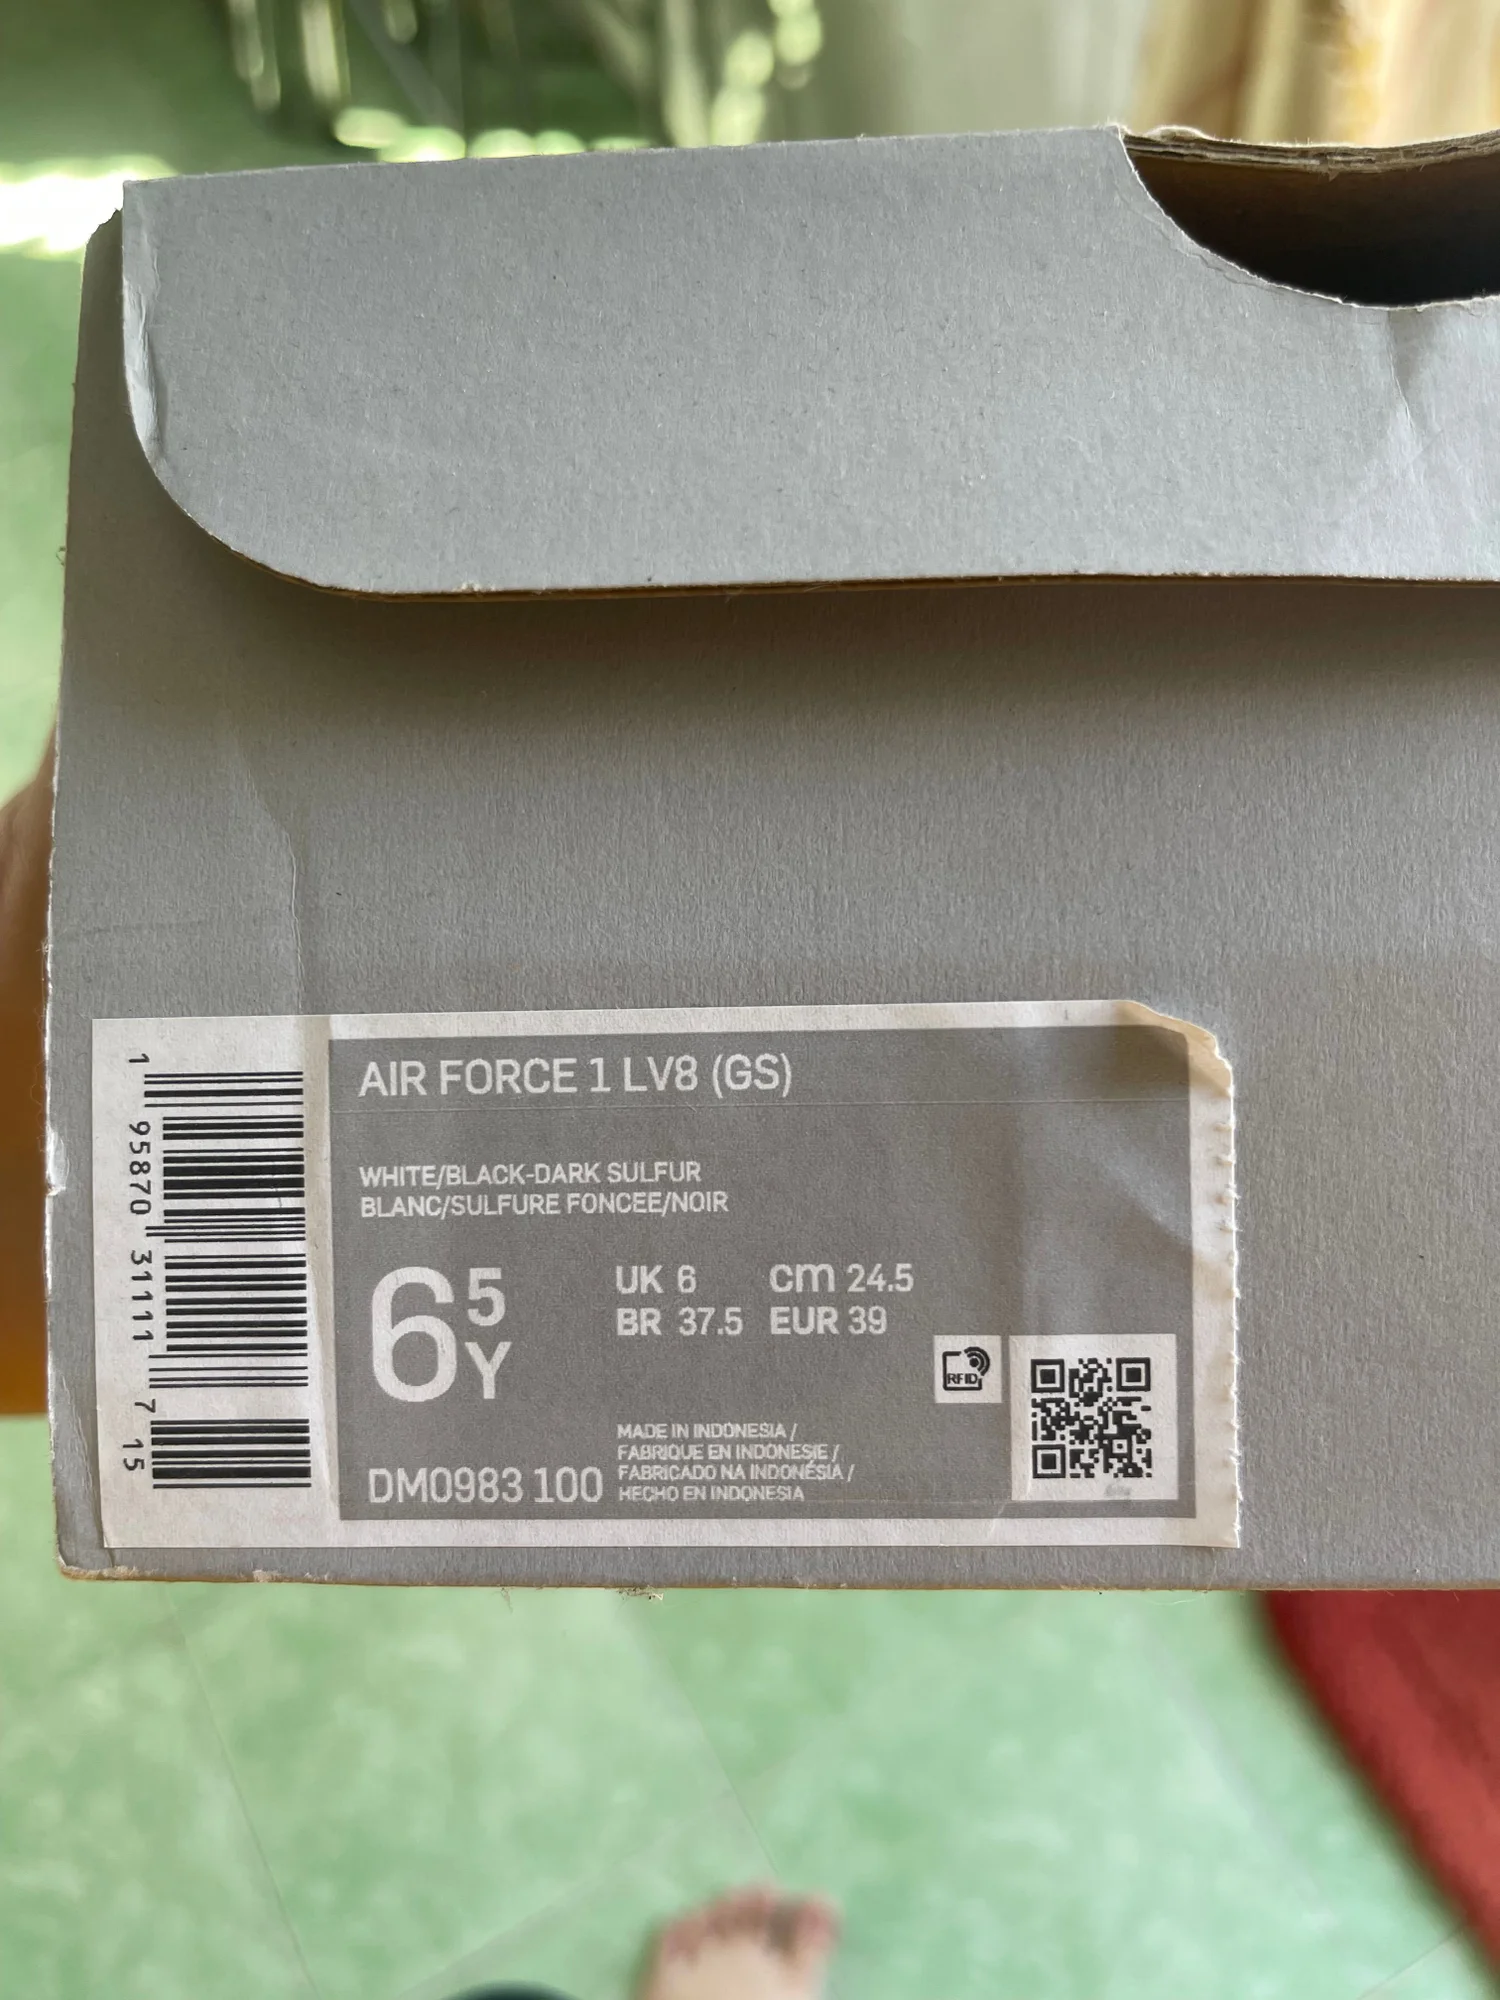 AIR FORCE 1 LV8 (GS)
WHITE/BLACK-DARK SULFUR
BLANC/SULFURE FONCEE/NOIR
6 5 Y
UK 6 cm 24.5
BR 37.5 EUR 39
RFID
MADE IN INDONESIA /
FABRIQUE EN INDONESIE /
FABRICADO NA INDONÉSIA /
HECHO EN INDONESIA
DM0983 100
1 95870 31111 7 15